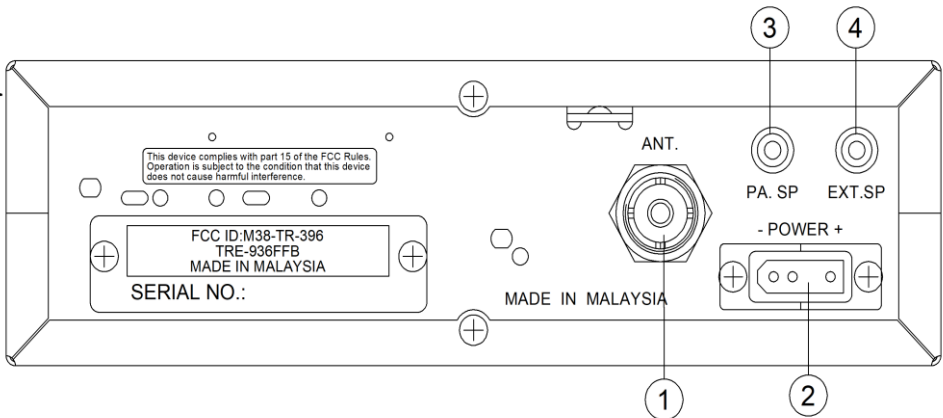 3
4
This device complies with part 15 of the FCC Rules.
Operation is subject to the condition that this device
does not cause harmful interference.
ANT.
PA. SP
EXT.SP
- POWER +
FCC ID:M38-TR-396
TRE-936FFB
MADE IN MALAYSIA
SERIAL NO.:
MADE IN MALAYSIA
1
2